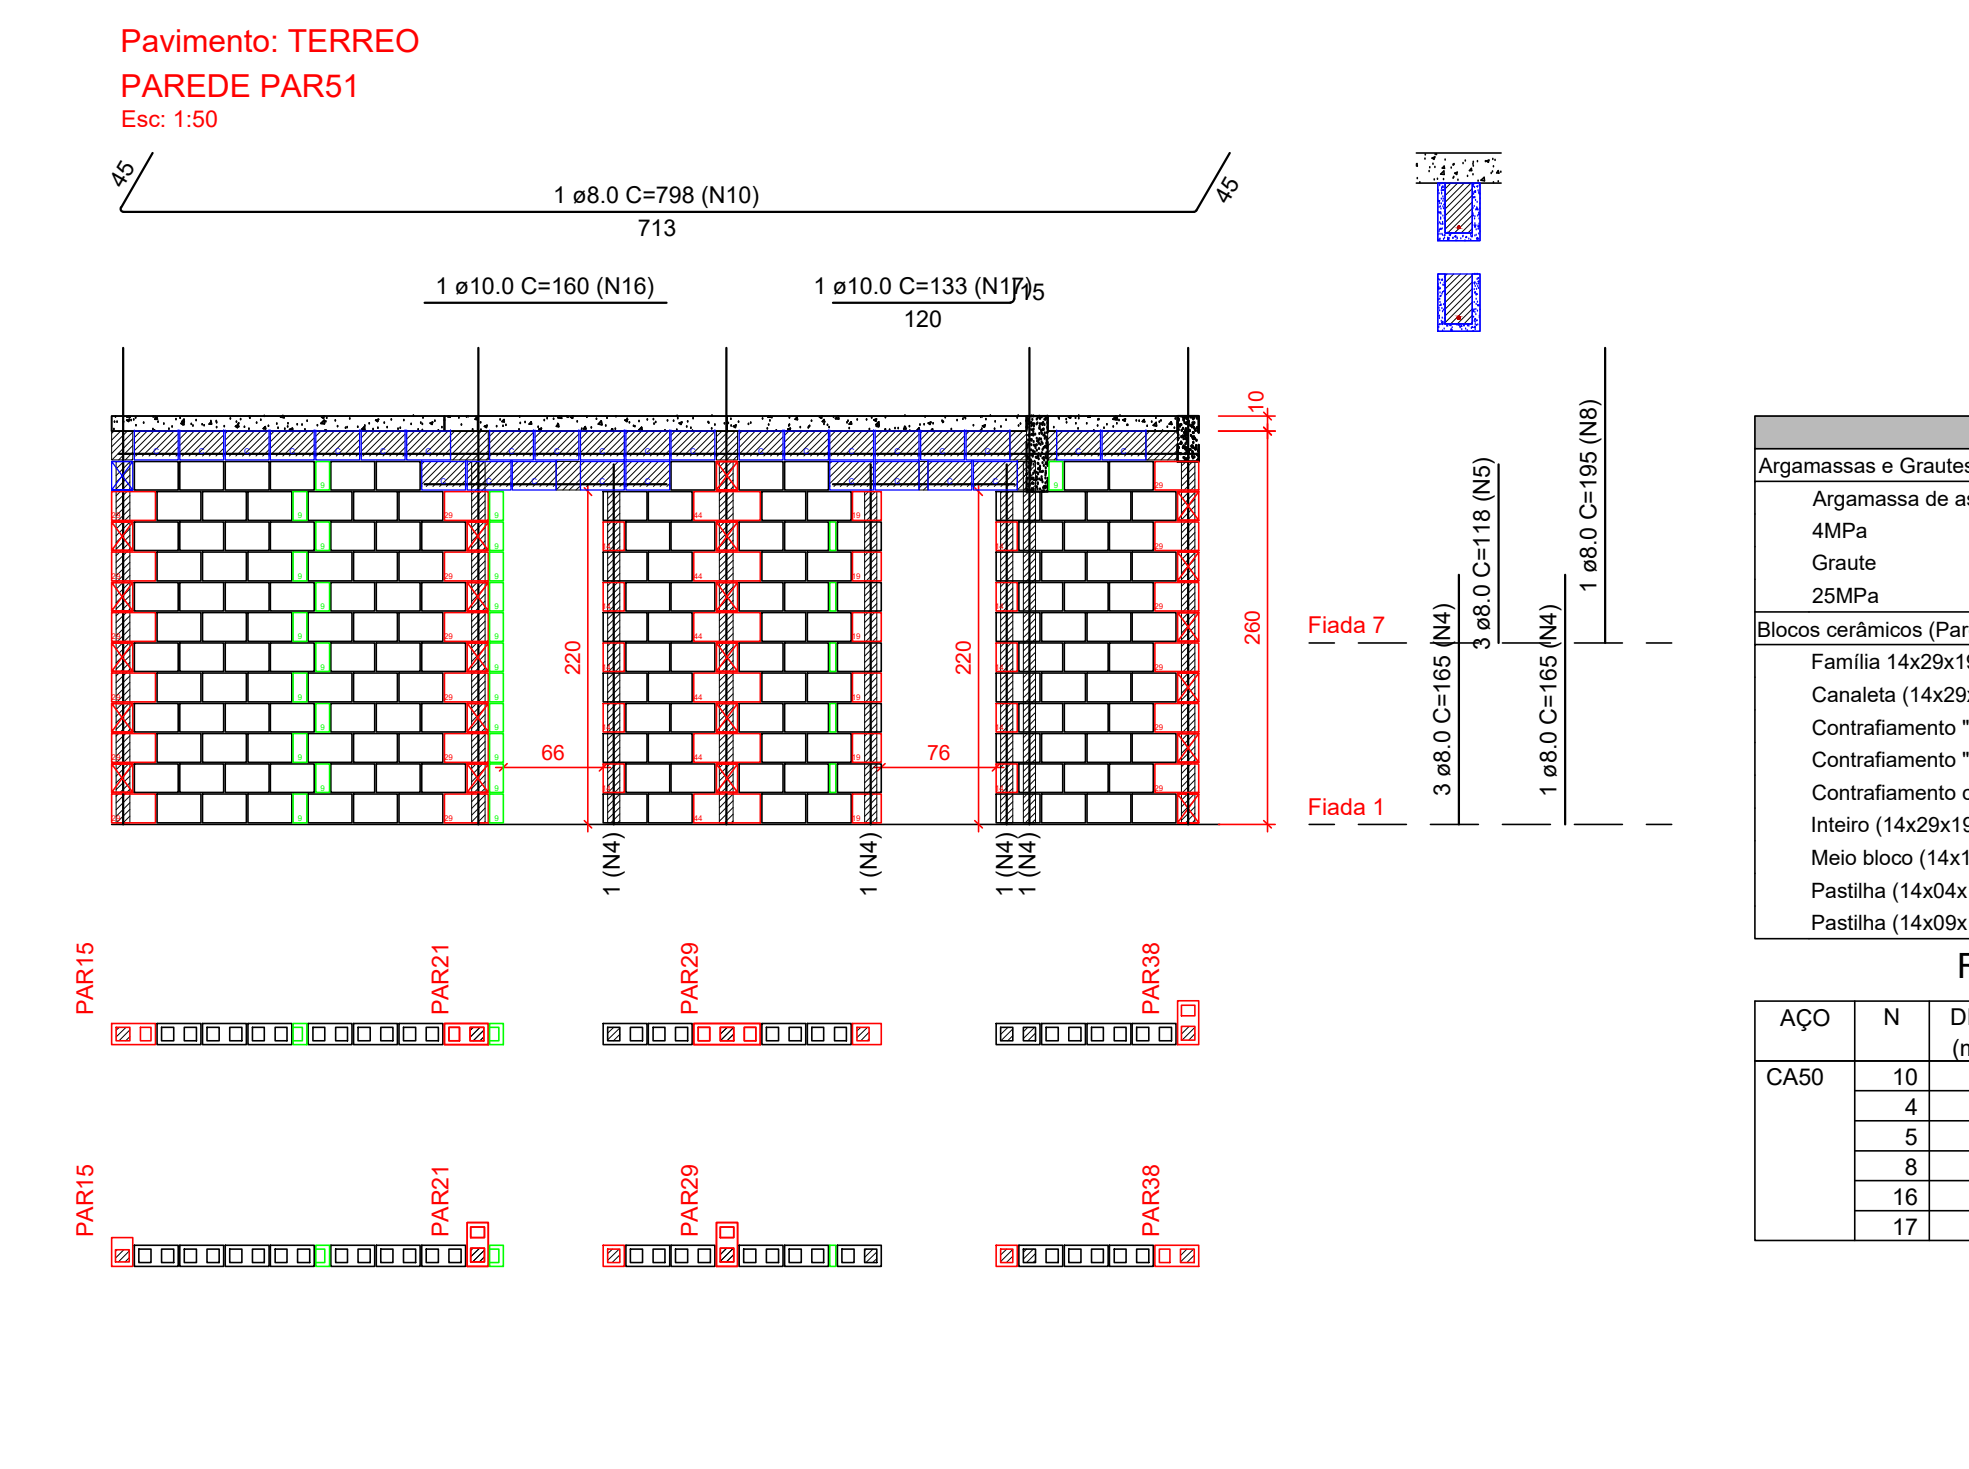 Pavimento: TERREO
PAREDE PAR51
Esc: 1:50
45
1 ø8.0 C=798 (N10)
713
45
1 ø10.0 C=160 (N16)
1 ø10.0 C=133 (N17)
15
120
10
260
220
220
66
76
Fiada 7
Fiada 1
3 ø8.0 C=165 (N4)
3 ø8.0 C=118 (N5)
1 ø8.0 C=165 (N4)
1 ø8.0 C=195 (N8)
1 (N4)
1 (N4)
1 (N4)
1 (N4)
PAR15
PAR21
PAR29
PAR38
PAR15
PAR21
PAR29
PAR38
Argamassas e Grautes
Argamassa de as
4MPa
Graute
25MPa
Blocos cerâmicos (Par
Família 14x29x19
Canaleta (14x29x
Contrafiamento "
Contrafiamento "
Contrafiamento c
Inteiro (14x29x19
Meio bloco (14x1
Pastilha (14x04x
Pastilha (14x09x
AÇO N
CA50 10
4
5
8
16
17